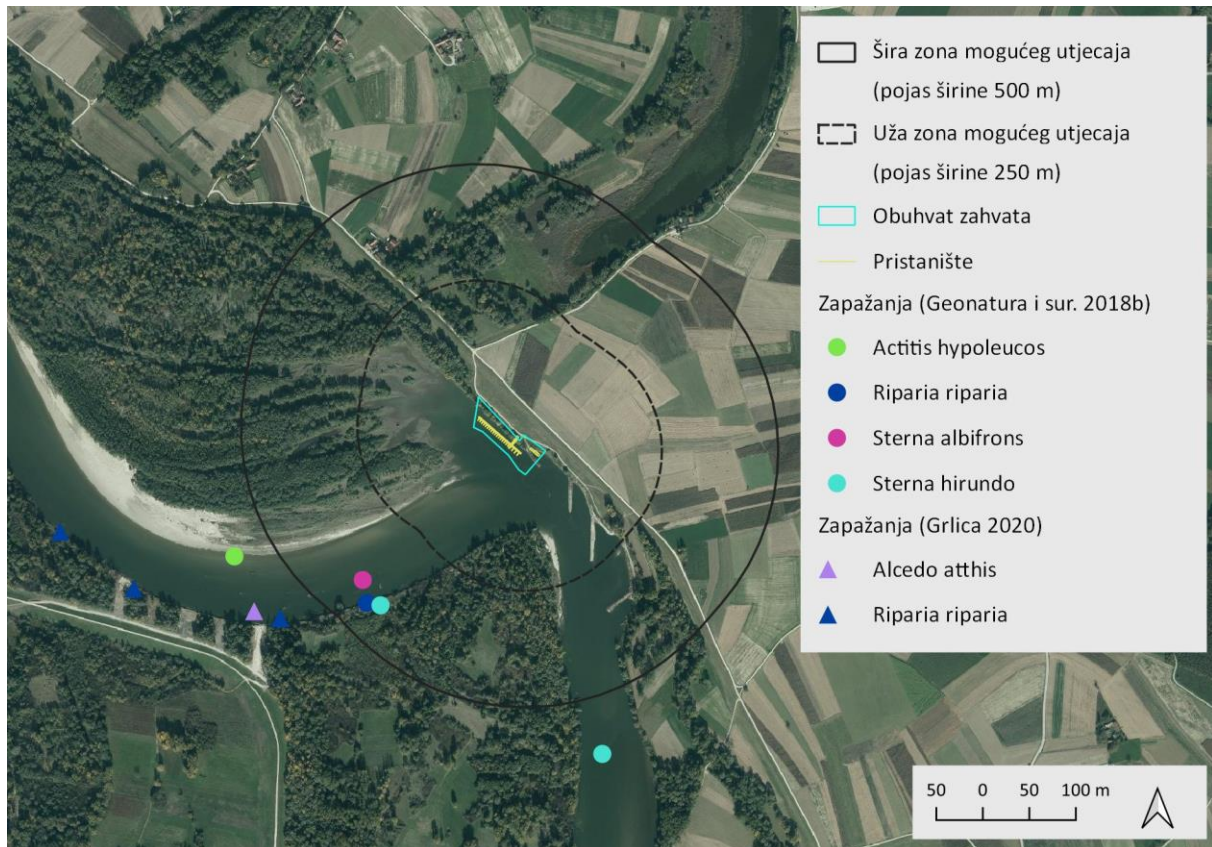 Šira zona mogućeg utjecaja
(pojas širine 500 m)
Uža zona mogućeg utjecaja
(pojas širine 250 m)
Obuhvat zahvata
Pristanište
Zapažanja (Geonatura i sur. 2018b)
Actitis hypoleucos
Riparia riparia
Sterna albifrons
Sterna hirundo
Zapažanja (Grlica 2020)
Alcedo atthis
Riparia riparia
50 0 50 100 m